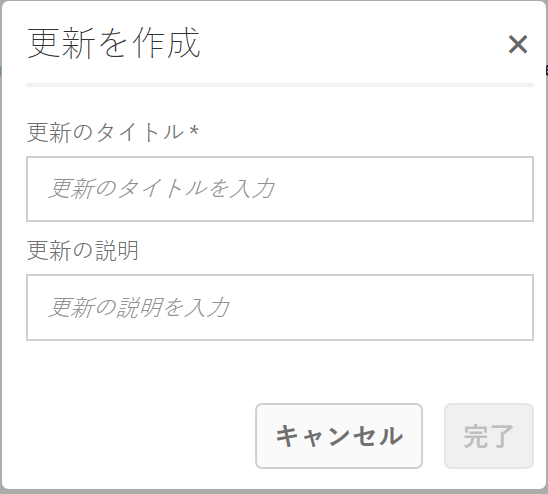 更新を作成
更新のタイトル *
更新のタイトルを入力
更新の説明
更新の説明を入力
キャンセル 完了